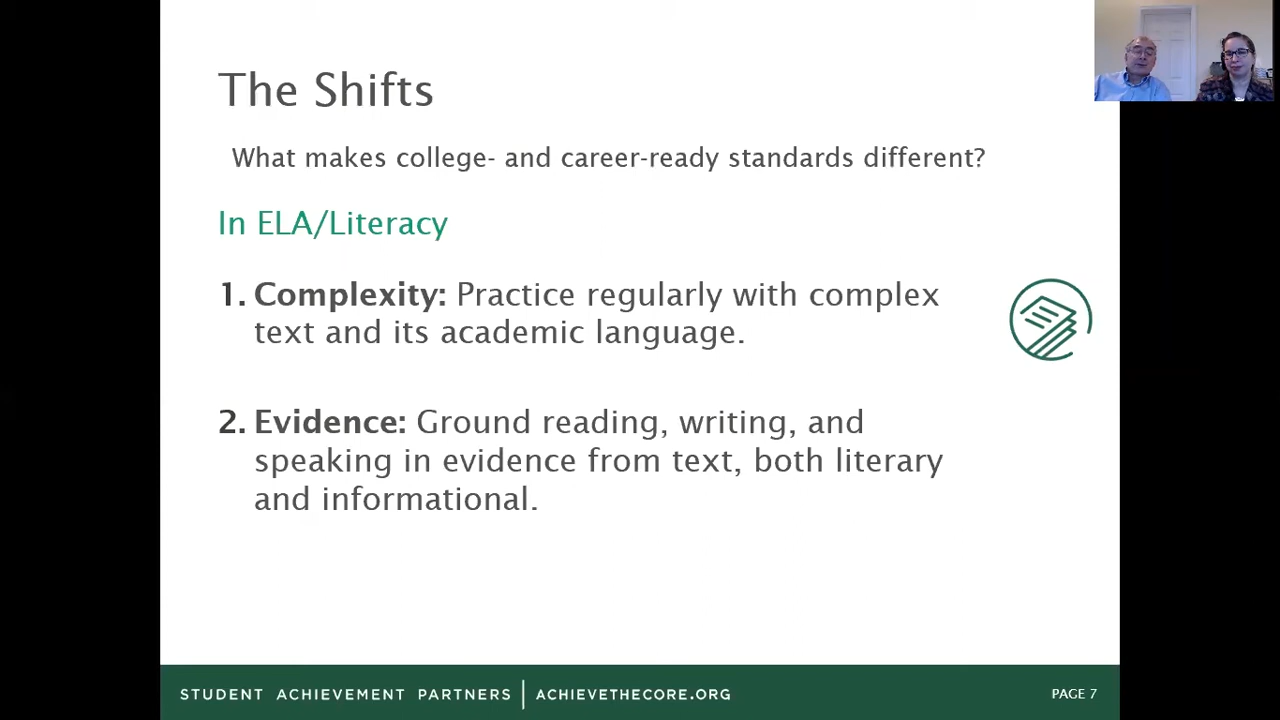 The Shifts
What makes college- and career-ready standards different?
In ELA/Literacy
1. Complexity: Practice regularly with complex
text and its academic language.
2. Evidence: Ground reading, writing, and
speaking in evidence from text, both literary
and informational.
STUDENT ACHIEVEMENT PARTNERS | ACHIEVETHECORE.ORG
PAGE 7